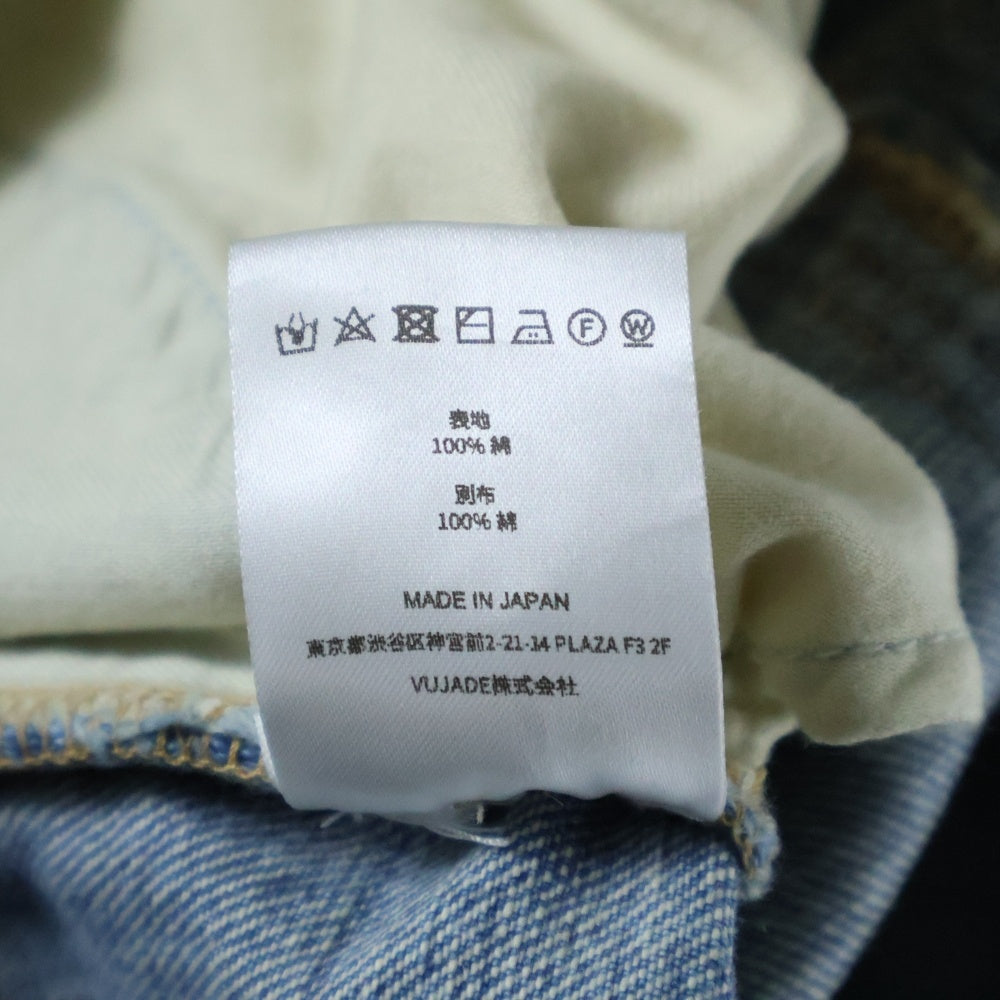 F W
表地
100% 綿
別布
100% 綿
MADE IN JAPAN
東京都渋谷区神宮前2-21-14 PLAZA F3 2F
VUJADE株式会社